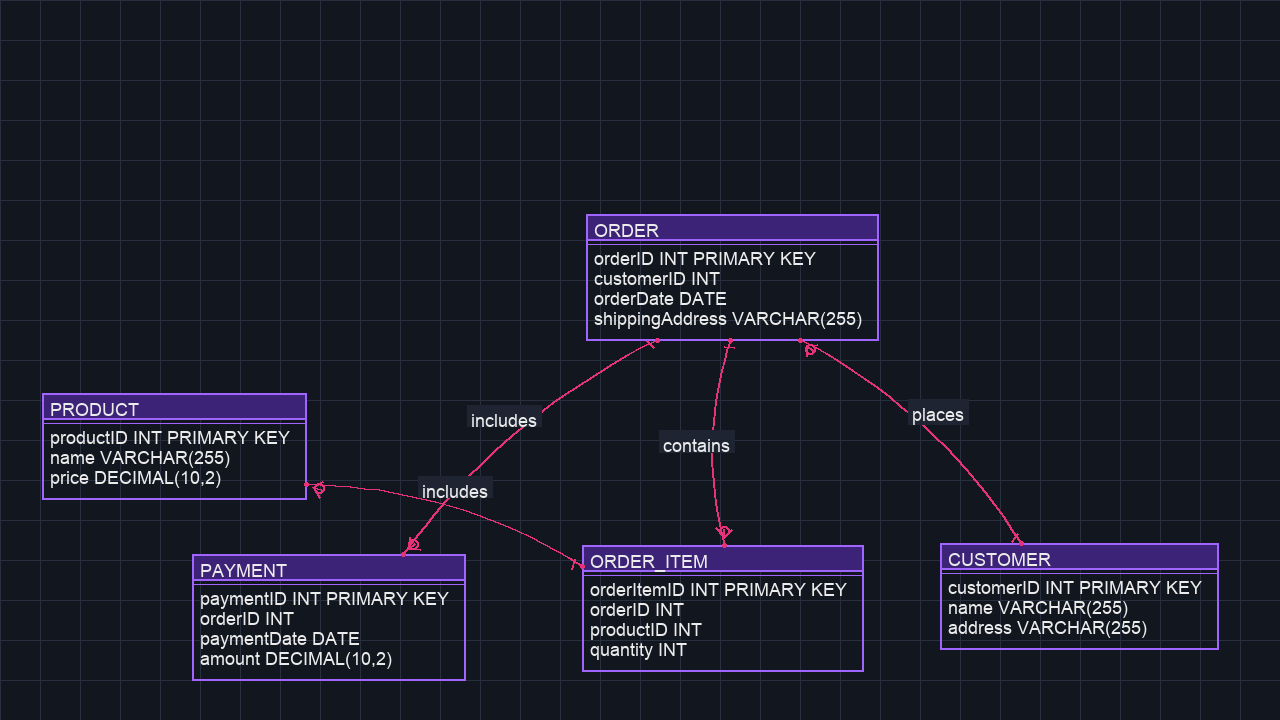 ORDER
orderID INT PRIMARY KEY
customerID INT
orderDate DATE
shippingAddress VARCHAR(255)
includes
contains
places
includes
PRODUCT
productID INT PRIMARY KEY
name VARCHAR(255)
price DECIMAL(10,2)
PAYMENT
paymentID INT PRIMARY KEY
orderID INT
paymentDate DATE
amount DECIMAL(10,2)
ORDER_ITEM
orderItemID INT PRIMARY KEY
orderID INT
productID INT
quantity INT
CUSTOMER
customerID INT PRIMARY KEY
name VARCHAR(255)
address VARCHAR(255)